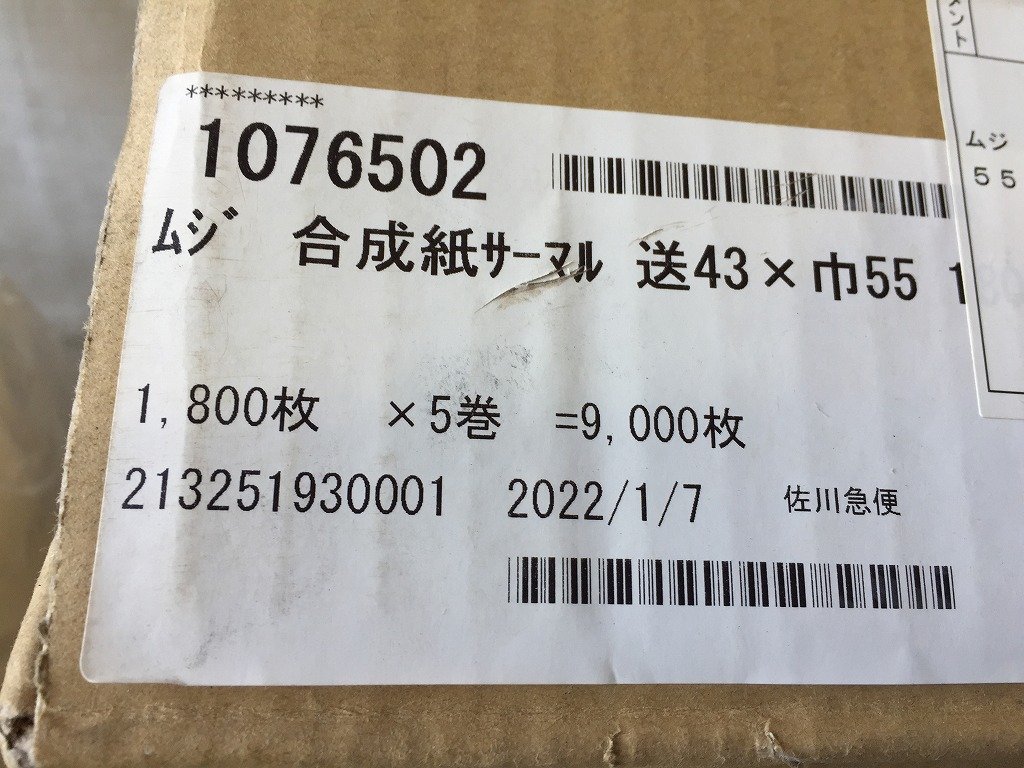 *********
1076502
ﾑｼﾞ 合成紙ｻｰﾏﾙ 送43×巾55 1
1,800枚 ×5巻 =9,000枚
213251930001 2022/1/7 佐川急便
ント
ムジ
５５